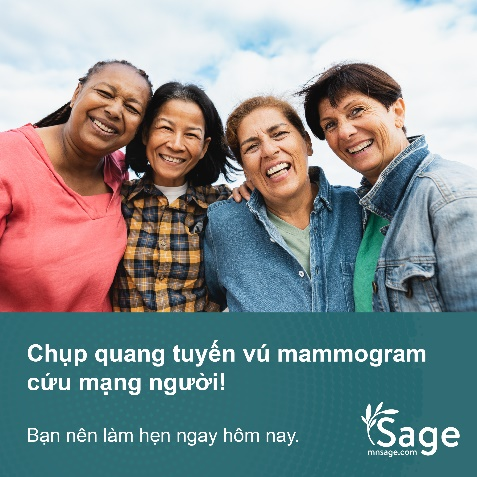 Chụp quang tuyến vú mammogram
cứu mạng người!
Bạn nên làm hẹn ngay hôm nay.
Sage
mnsage.com